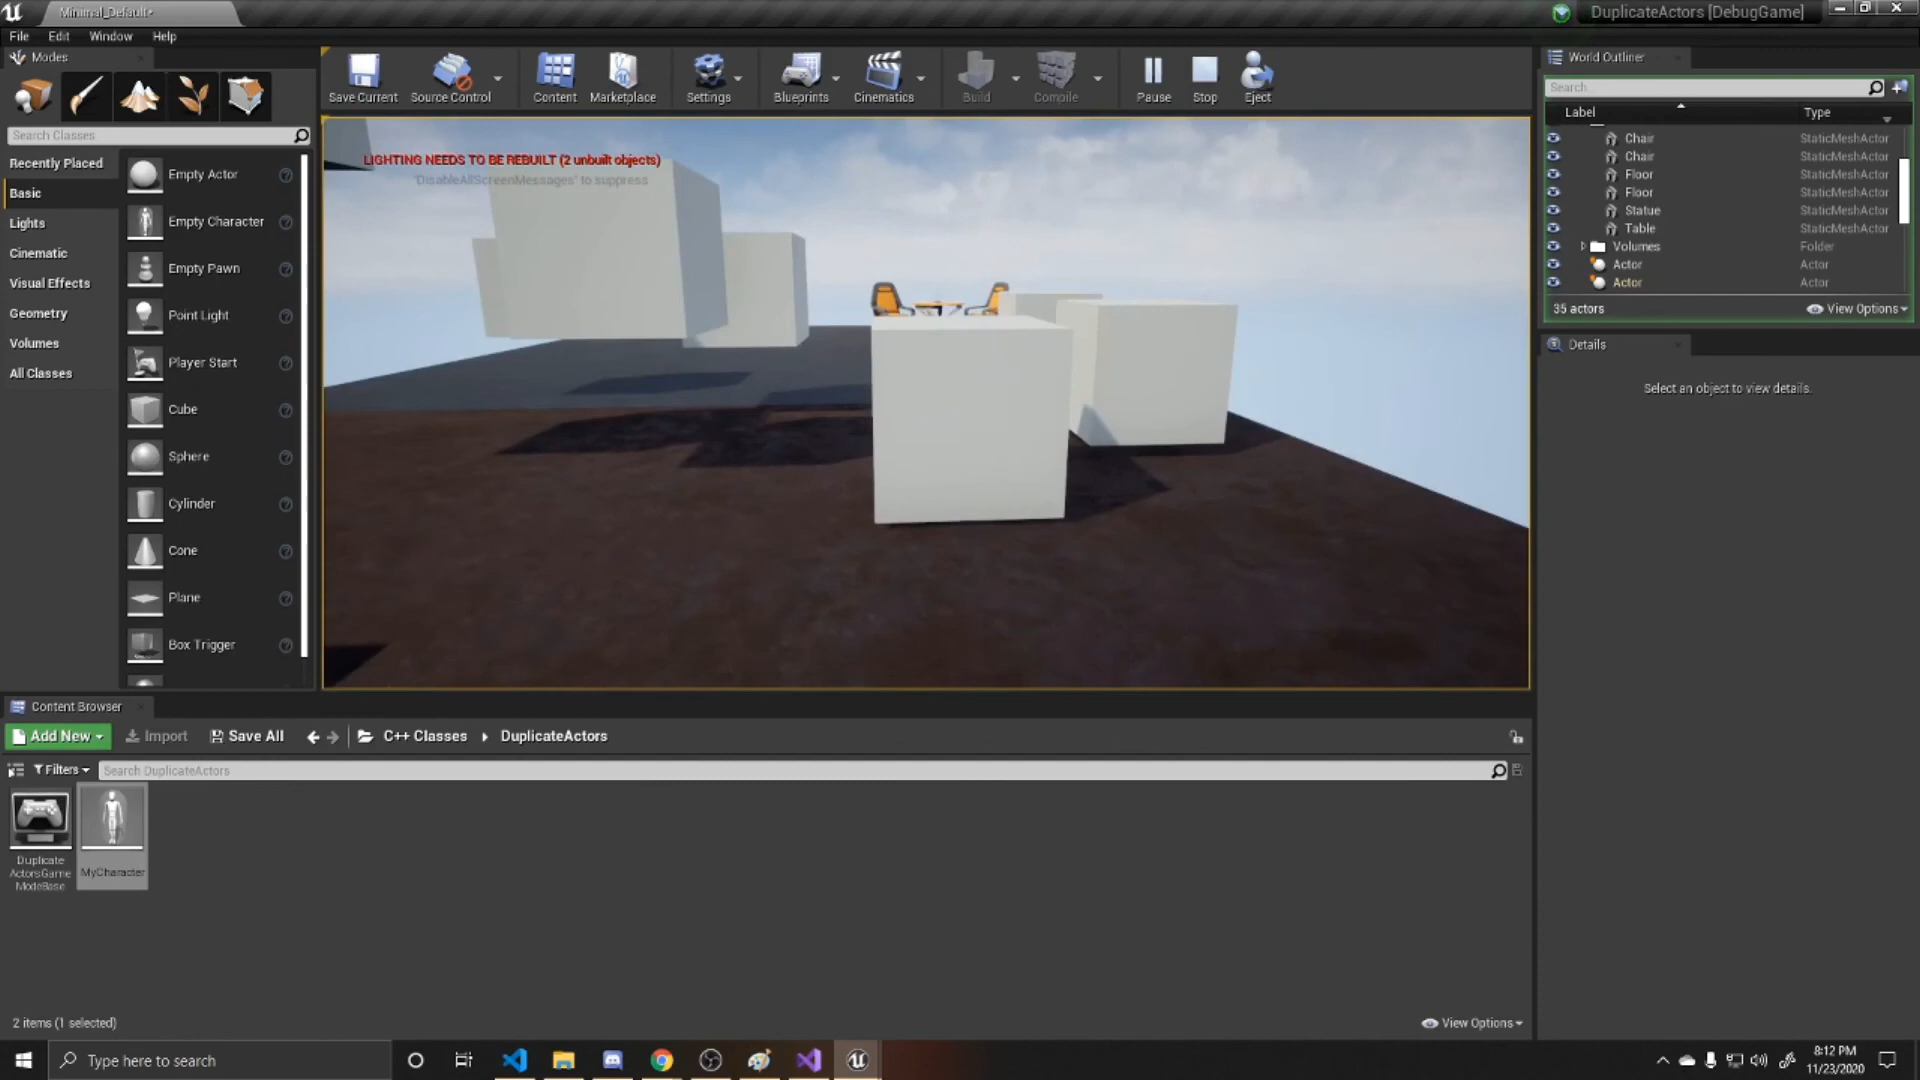 Minimal_Default*
DuplicateActors [DebugGame]
File Edit Window Help
Modes
Search Classes
Recently Placed
Basic
Lights
Cinematic
Visual Effects
Geometry
Volumes
All Classes
Empty Actor
Empty Character
Empty Pawn
Point Light
Player Start
Cube
Sphere
Cylinder
Cone
Plane
Box Trigger
Save Current
Source Control
Content
Marketplace
Settings
Blueprints
Cinematics
Build
Compile
Pause
Stop
Eject
LIGHTING NEEDS TO BE REBUILT (2 unbuilt objects)
'DisableAllScreenMessages' to suppress
World Outliner
Search...
Label Type
Chair StaticMeshActor
Chair StaticMeshActor
Floor StaticMeshActor
Floor StaticMeshActor
Statue StaticMeshActor
Table StaticMeshActor
Volumes Folder
Actor Actor
Actor Actor
35 actors
View Options
Details
Select an object to view details.
Content Browser
Add New Import Save All C++ Classes DuplicateActors
Filters Search DuplicateActors
Duplicate
ActorsGame
ModeBase
MyCharacter
2 items (1 selected)
View Options
Type here to search
8:12 PM
11/23/2020